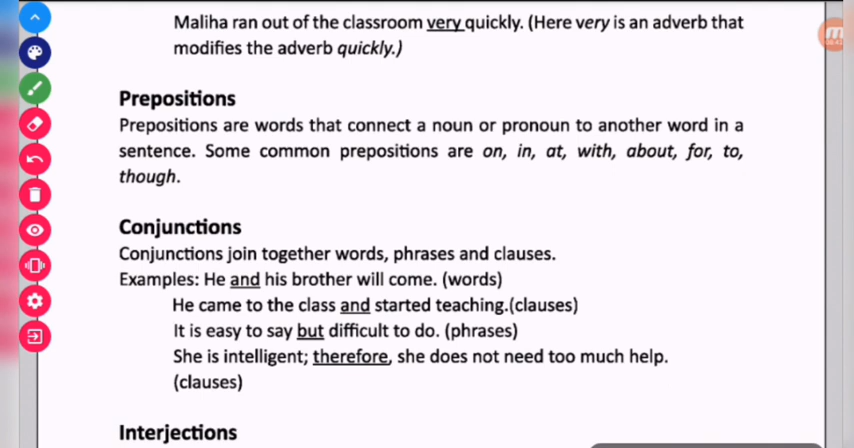 Maliha ran out of the classroom very quickly. (Here very is an adverb that
modifies the adverb quickly.)
Prepositions
Prepositions are words that connect a noun or pronoun to another word in a
sentence. Some common prepositions are on, in, at, with, about, for, to,
though.
Conjunctions
Conjunctions join together words, phrases and clauses.
Examples: He and his brother will come. (words)
He came to the class and started teaching.(clauses)
It is easy to say but difficult to do. (phrases)
She is intelligent; therefore, she does not need too much help.
(clauses)
Interjections